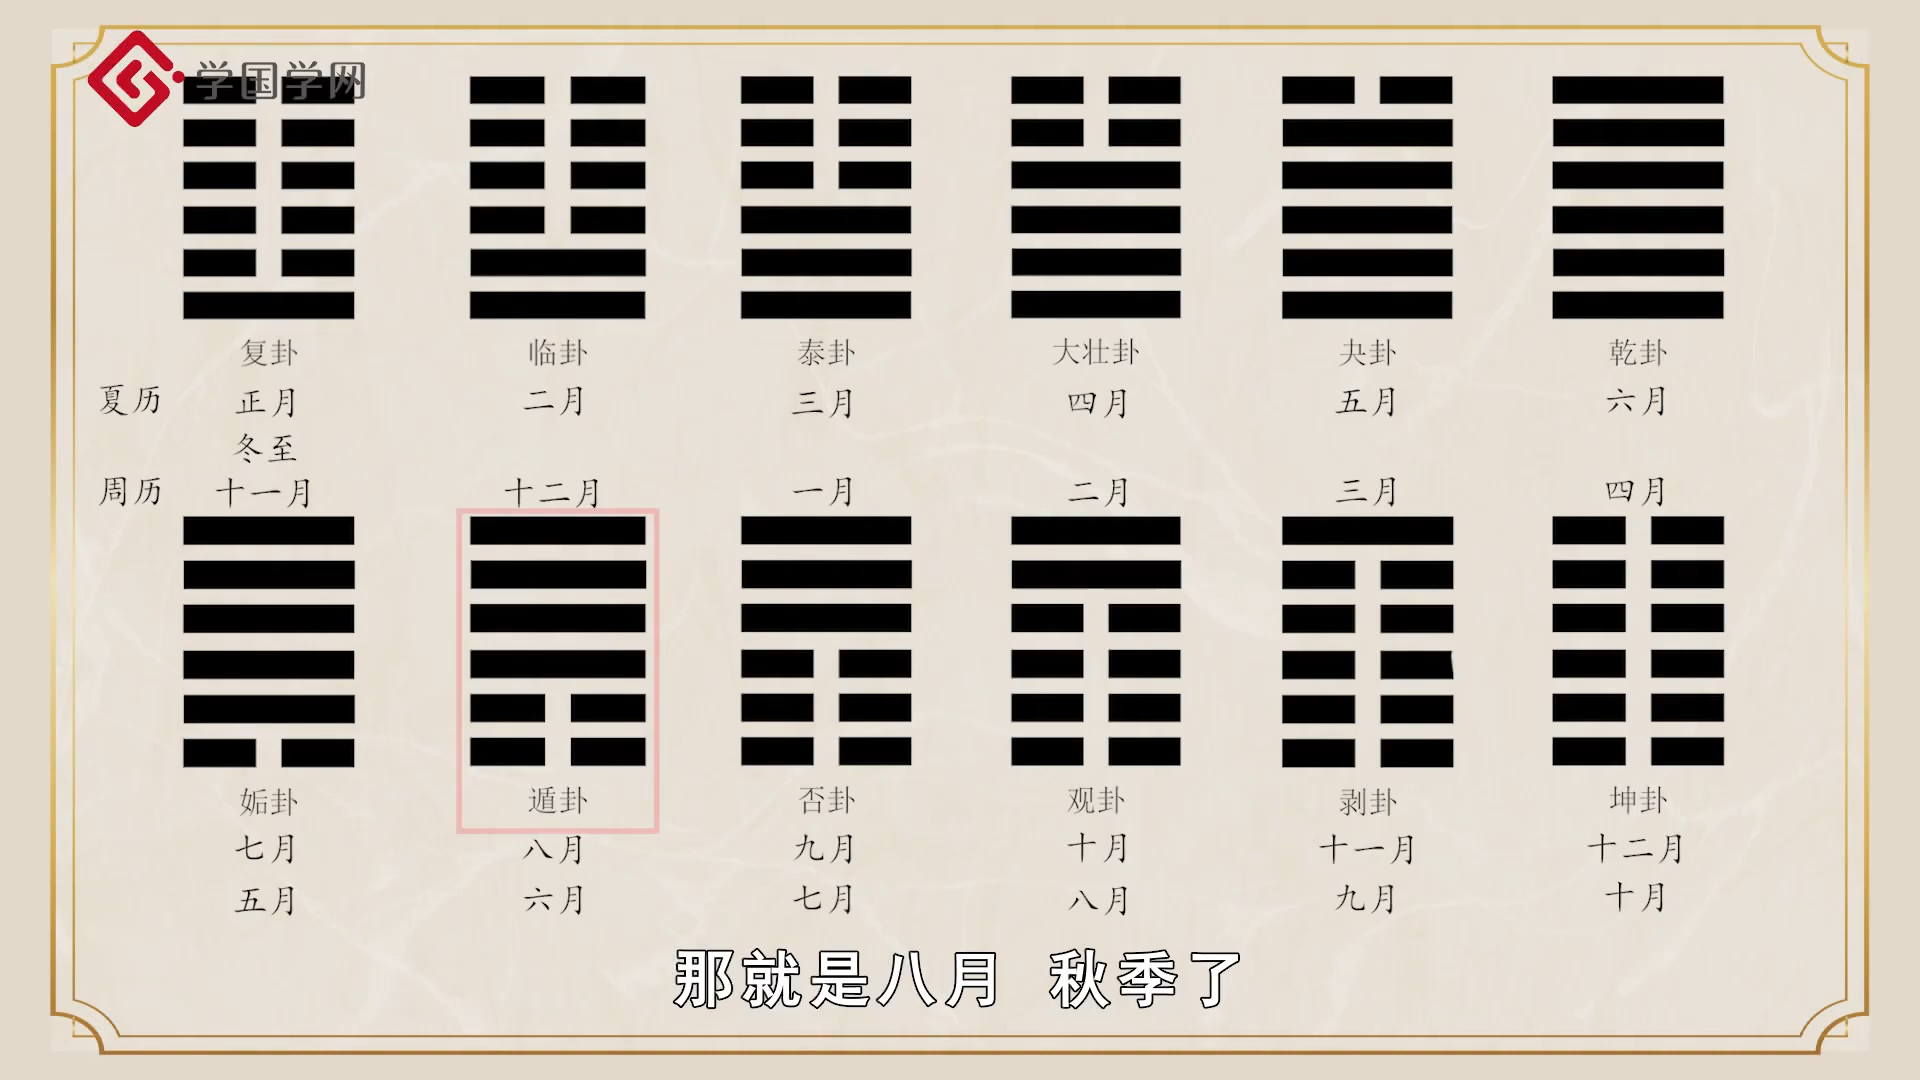 学国学网
复卦 临卦 泰卦 大壮卦 夬卦 乾卦
夏历 正月 二月 三月 四月 五月 六月
冬至
周历 十一月 十二月 一月 二月 三月 四月
姤卦 遁卦 否卦 观卦 剥卦 坤卦
七月 八月 九月 十月 十一月 十二月
五月 六月 七月 八月 九月 十月
那就是八月 秋季了